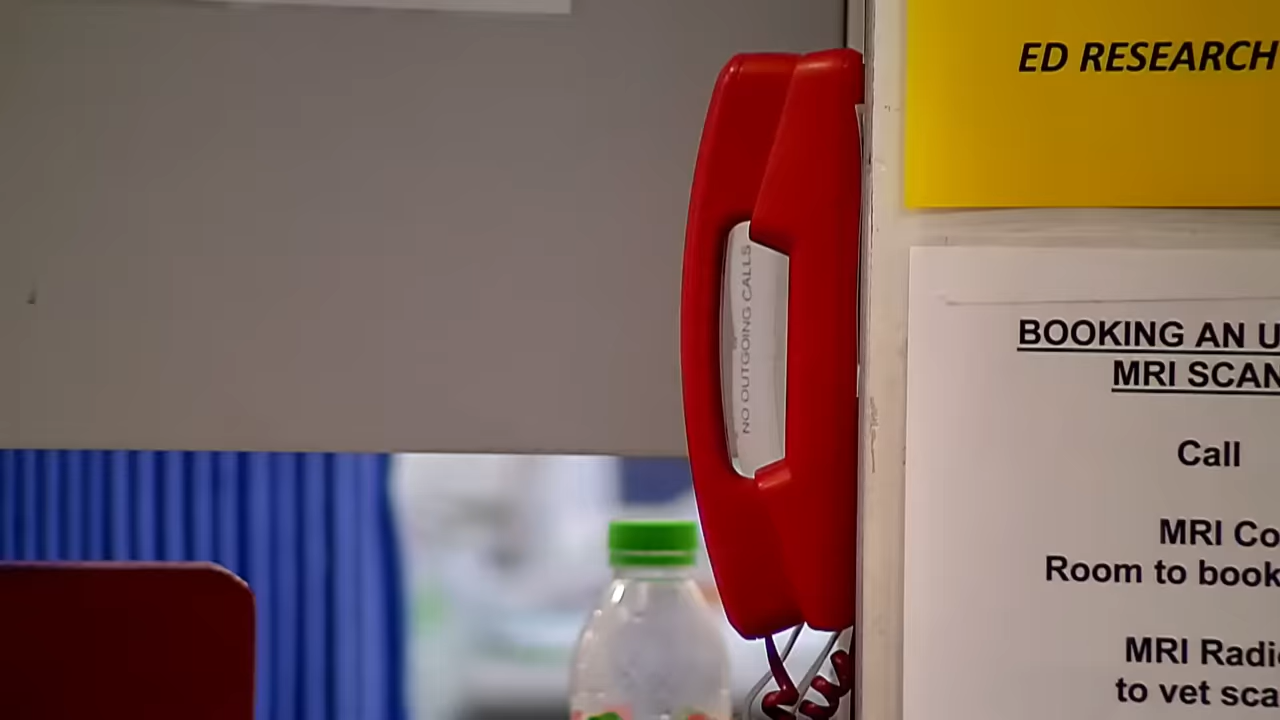 ED RESEARCH
NO OUTGOING CALLS
BOOKING AN U
MRI SCAN
Call
MRI Co
Room to book
MRI Radi
to vet sca